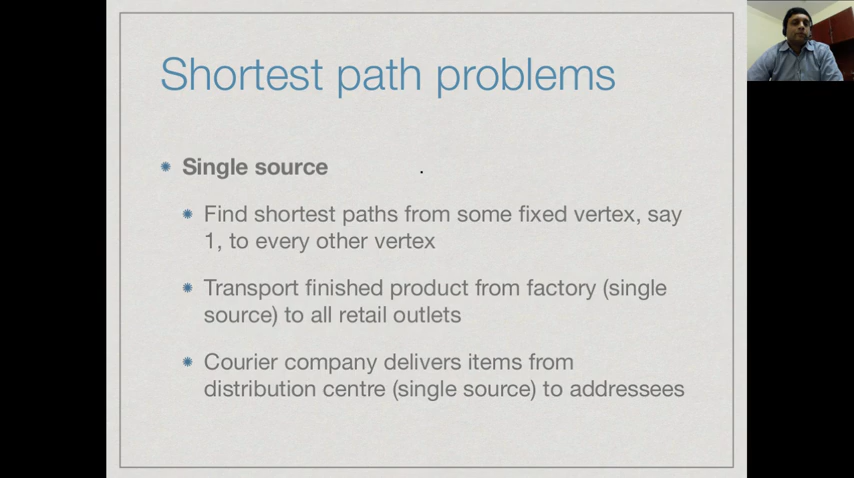 Shortest path problems
Single source
Find shortest paths from some fixed vertex, say
1, to every other vertex
Transport finished product from factory (single
source) to all retail outlets
Courier company delivers items from
distribution centre (single source) to addressees